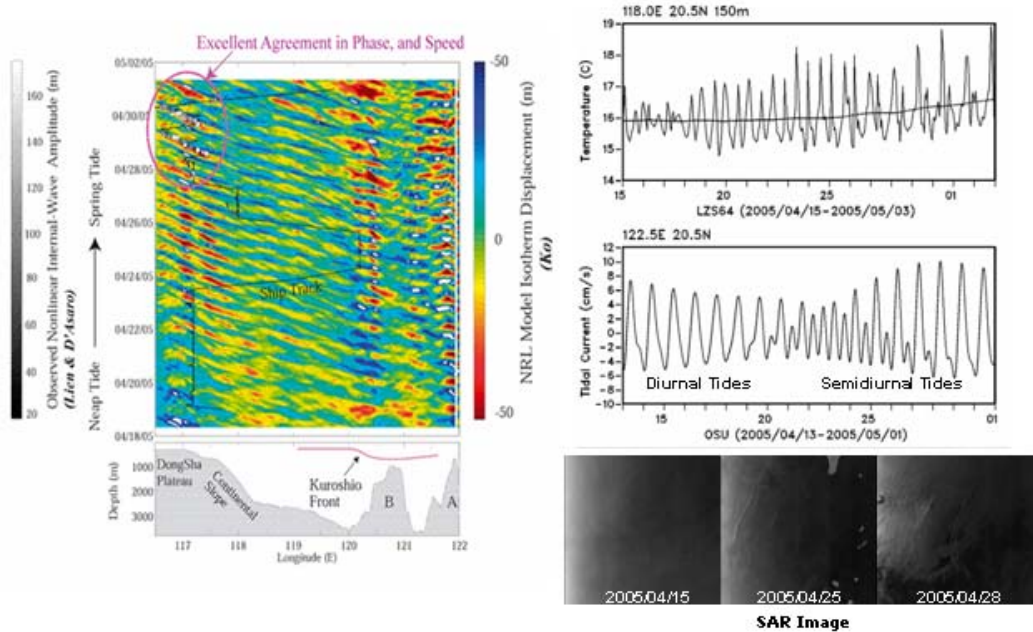 Excellent Agreement in Phase, and Speed
Observed Nonlinear Internal-Wave Amplitude (m)
(Lien & D'Asaro)
160
140
120
100
80
60
40
20
Neap Tide
Spring Tide
05/02/05
04/30/05
04/28/05
04/26/05
04/24/05
04/22/05
04/20/05
04/18/05
Ship Track
-50
0
-50
NRL Model Isotherm Displacement (m)
(Ko)
Depth (m)
1000
2000
3000
DongSha
Plateau
Continental
Slope
Kuroshio
Front
B
A
117 118 119 120 121 122
Longitude (E)
118.0E 20.5N 150m
Temperature (C)
19
18
17
16
15
14
15 20 25 01
LZS64 (2005/04/15-2005/05/03)
122.5E 20.5N
Tidal Current (cm/s)
12
10
8
6
4
2
0
-2
-4
-6
-8
-10
Diurnal Tides Semidiurnal Tides
15 20 25 01
OSU (2005/04/13-2005/05/01)
2005/04/15 2005/04/25 2005/04/28
SAR Image